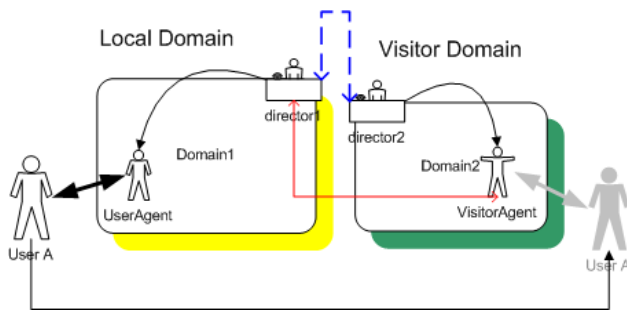 Local Domain
Visitor Domain
director1
director2
Domain1
Domain2
UserAgent
VisitorAgent
User A
User A